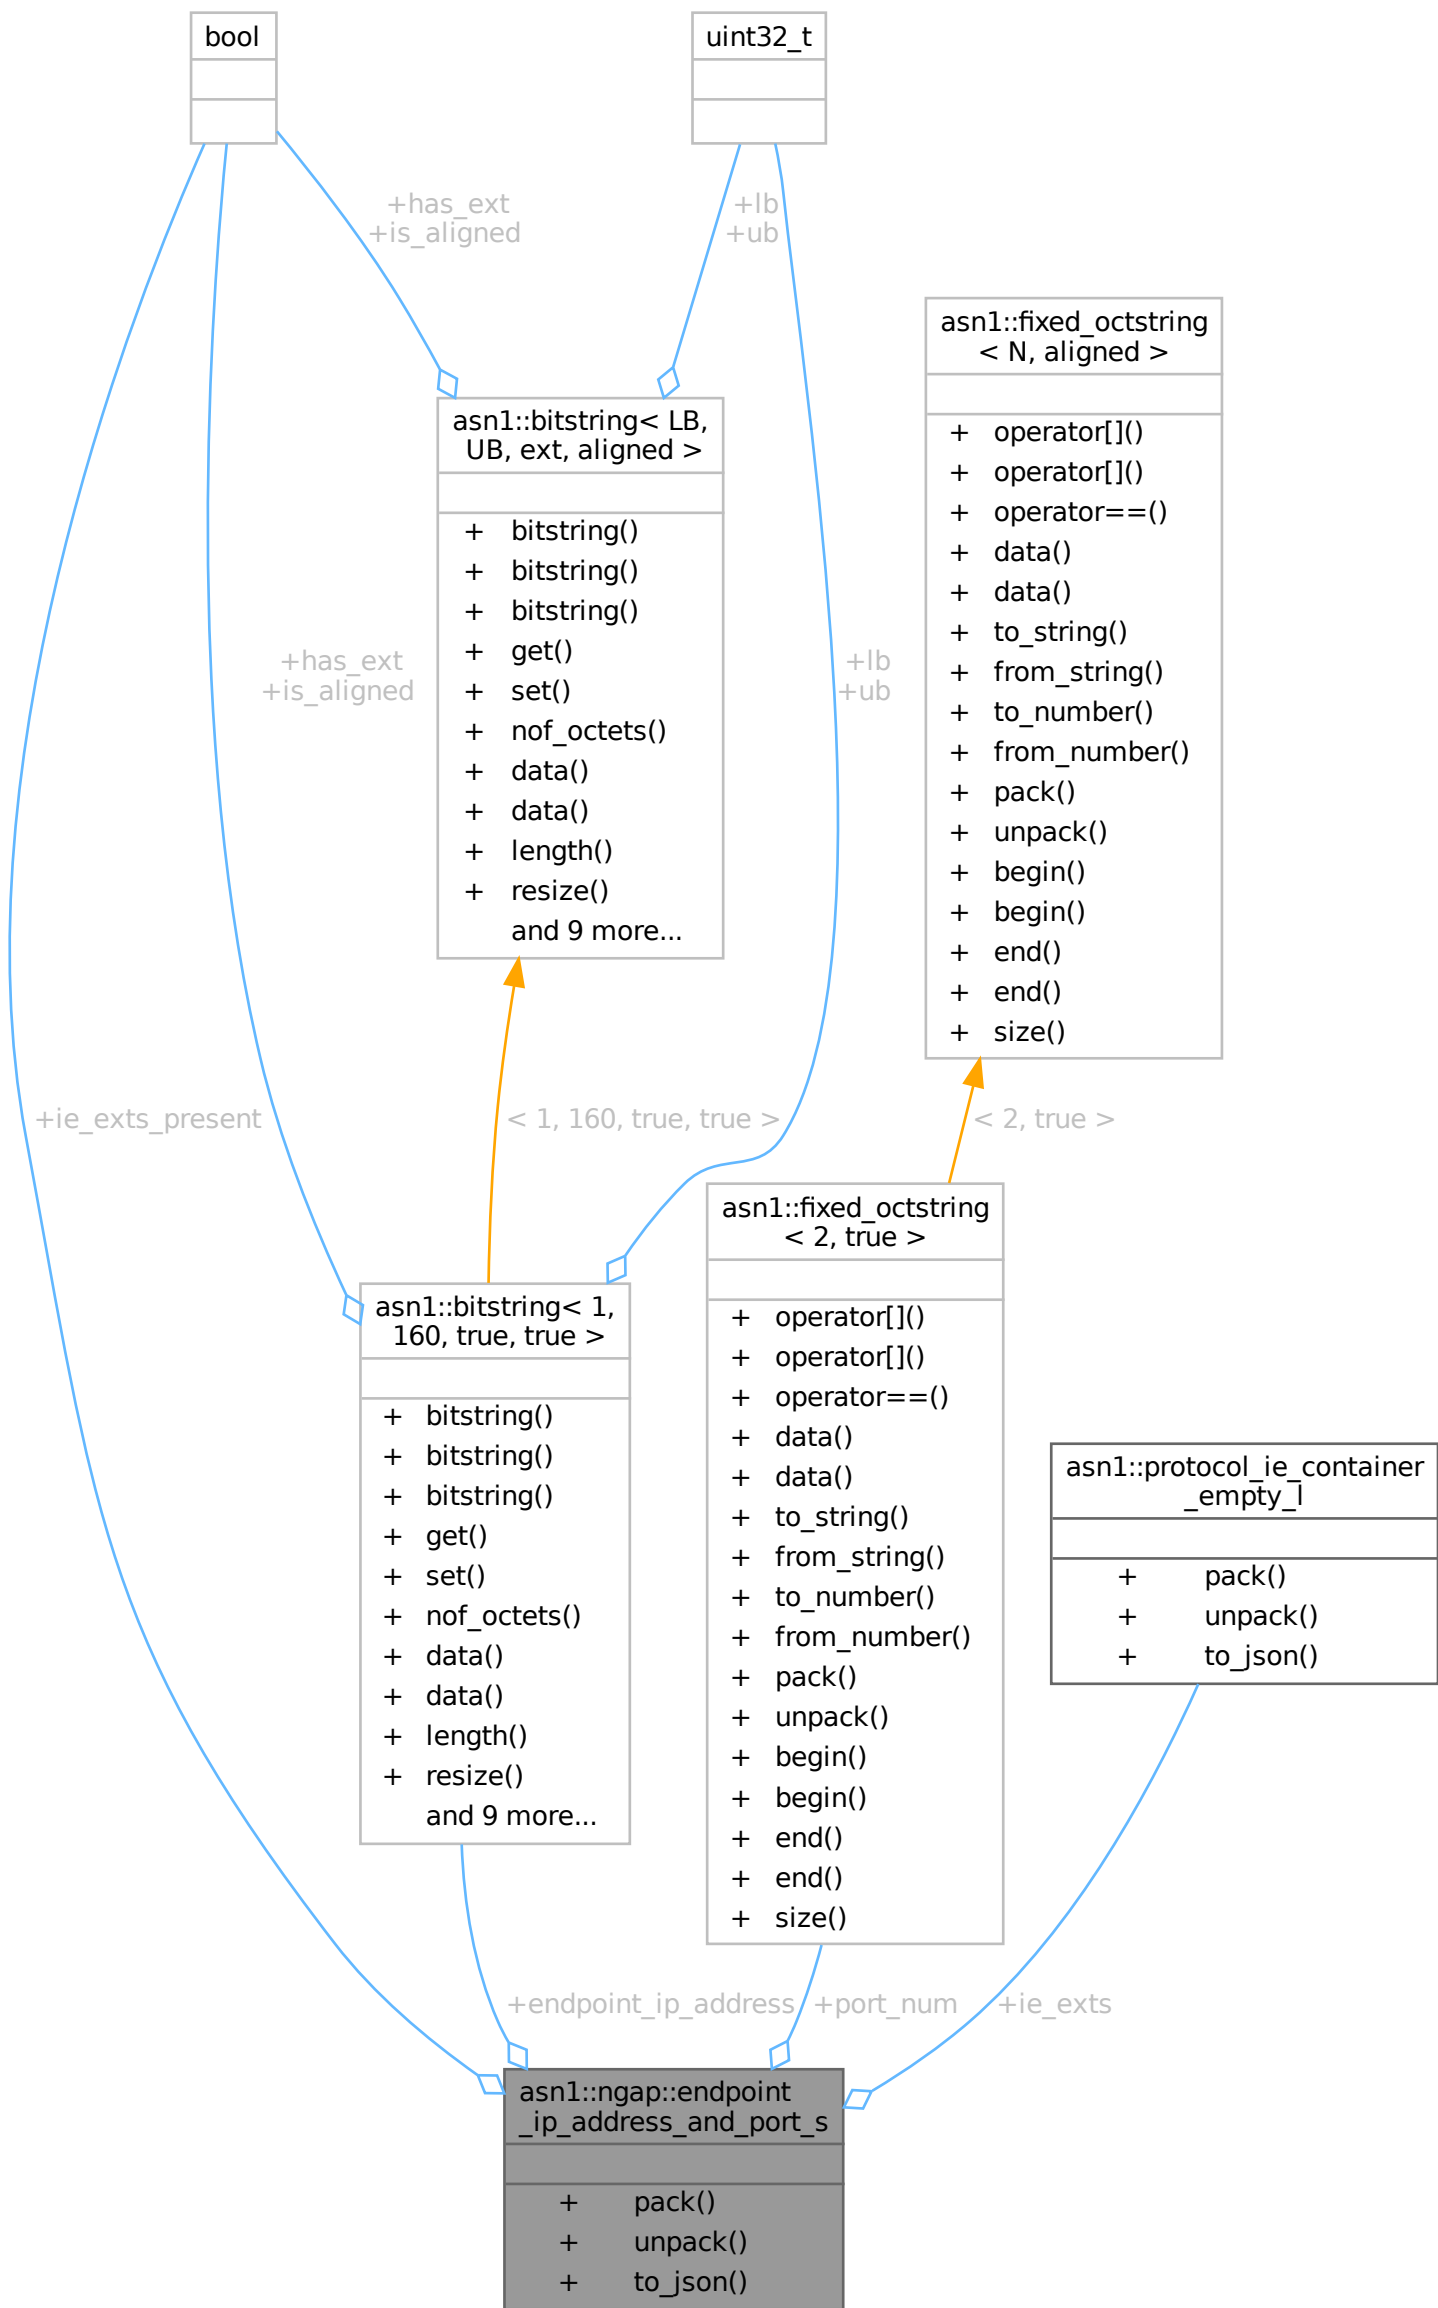 bool
uint32_t
+has_ext
+is_aligned
+lb
+ub
asn1::fixed_octstring
< N, aligned >
+ operator[]()
+ operator[]()
+ operator==()
+ data()
+ data()
+ to_string()
+ from_string()
+ to_number()
+ from_number()
+ pack()
+ unpack()
+ begin()
+ begin()
+ end()
+ end()
+ size()
asn1::bitstring< LB,
UB, ext, aligned >
+ bitstring()
+ bitstring()
+ bitstring()
+ get()
+ set()
+ nof_octets()
+ data()
+ data()
+ length()
+ resize()
and 9 more...
+has_ext
+is_aligned
+lb
+ub
+ie_exts_present
< 1, 160, true, true >
< 2, true >
asn1::fixed_octstring
< 2, true >
+ operator[]()
+ operator[]()
+ operator==()
+ data()
+ data()
+ to_string()
+ from_string()
+ to_number()
+ from_number()
+ pack()
+ unpack()
+ begin()
+ begin()
+ end()
+ end()
+ size()
asn1::bitstring< 1,
160, true, true >
+ bitstring()
+ bitstring()
+ bitstring()
+ get()
+ set()
+ nof_octets()
+ data()
+ data()
+ length()
+ resize()
and 9 more...
asn1::protocol_ie_container
_empty_l
+ pack()
+ unpack()
+ to_json()
+endpoint_ip_address
+port_num
+ie_exts
asn1::ngap::endpoint
_ip_address_and_port_s
+ pack()
+ unpack()
+ to_json()